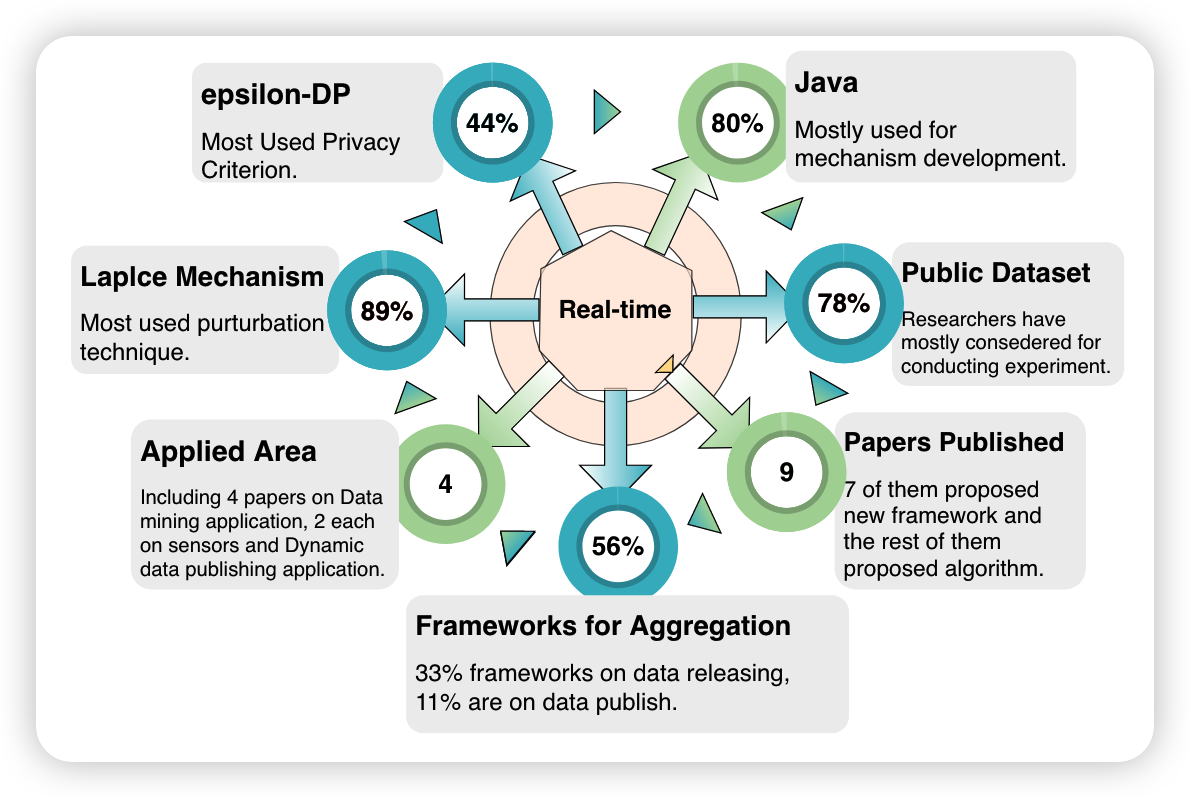 epsilon-DP
Most Used Privacy
Criterion.
44%
80%
Java
Mostly used for
mechanism development.
Laplce Mechanism
Most used purturbation
technique.
89%
Real-time
78%
Public Dataset
Researchers have
mostly consedered for
conducting experiment.
Applied Area
Including 4 papers on Data
mining application, 2 each
on sensors and Dynamic
data publishing application.
4
56%
9
Papers Published
7 of them proposed
new framework and
the rest of them
proposed algorithm.
Frameworks for Aggregation
33% frameworks on data releasing,
11% are on data publish.